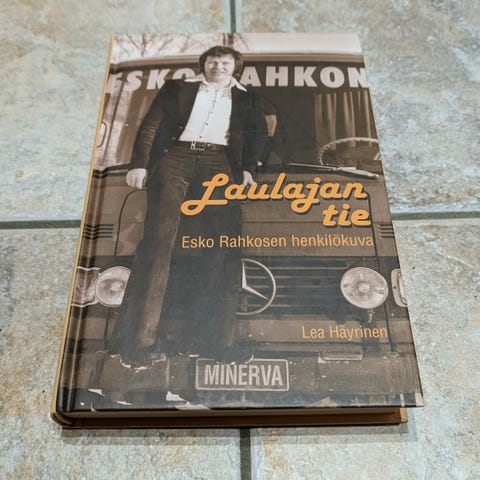 ESKO RAHKON
Laulajan
tie
Esko Rahkosen henkilökuva
Lea Häyrinen
MINERVA